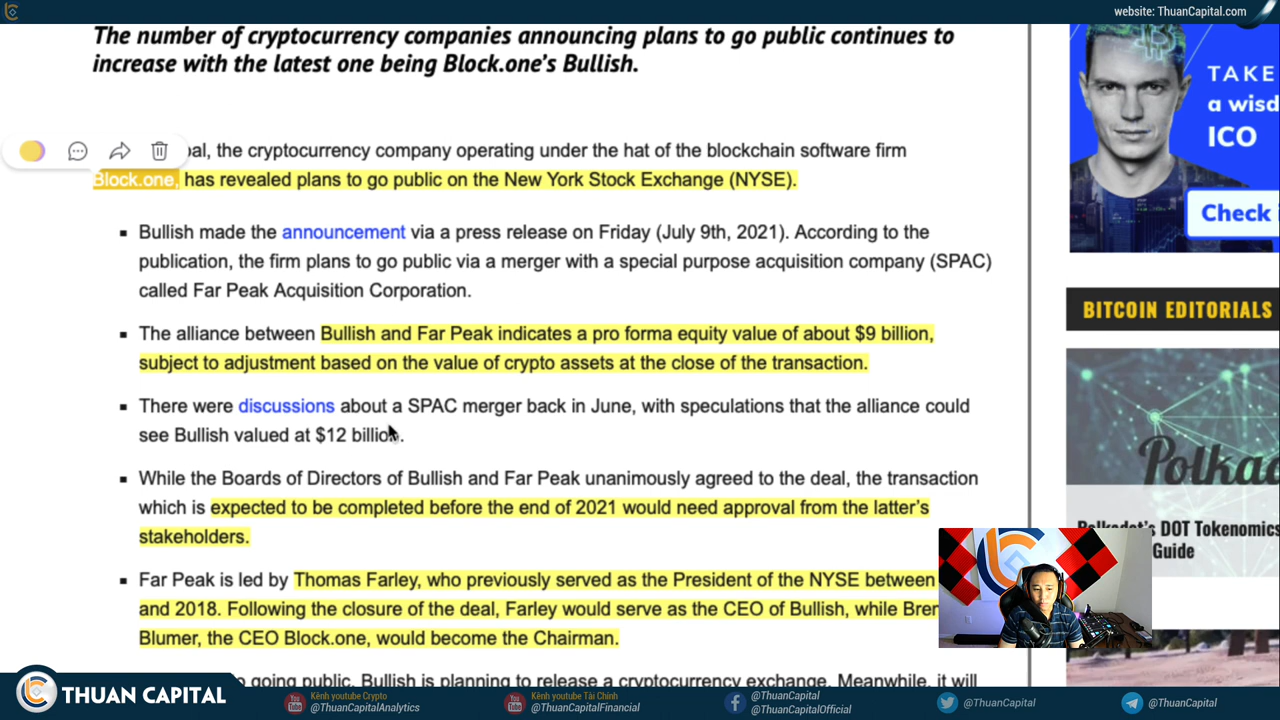 website: ThuanCapital.com
The number of cryptocurrency companies announcing plans to go public continues to
increase with the latest one being Block.one's Bullish.
the cryptocurrency company operating under the hat of the blockchain software firm
Block.one, has revealed plans to go public on the New York Stock Exchange (NYSE).
Bullish made the announcement via a press release on Friday (July 9th, 2021). According to the
publication, the firm plans to go public via a merger with a special purpose acquisition company (SPAC)
called Far Peak Acquisition Corporation.
The alliance between Bullish and Far Peak indicates a pro forma equity value of about $9 billion,
subject to adjustment based on the value of crypto assets at the close of the transaction.
There were discussions about a SPAC merger back in June, with speculations that the alliance could
see Bullish valued at $12 billion.
While the Boards of Directors of Bullish and Far Peak unanimously agreed to the deal, the transaction
which is expected to be completed before the end of 2021 would need approval from the latter's
stakeholders.
Far Peak is led by Thomas Farley, who previously served as the President of the NYSE between
and 2018. Following the closure of the deal, Farley would serve as the CEO of Bullish, while
Blumer, the CEO Block.one, would become the Chairman.
going public, Bullish is planning to release a cryptocurrency exchange. Meanwhile, it will
TAKE
a
ICO
Check
BITCOIN EDITORIALS
Polkadot's DOT Tokenomics
Guide
THUAN CAPITAL
Kênh youtube Crypto
@ThuanCapitalAnalytics
Kênh youtube Tài Chính
@ThuanCapitalFinancial
@ThuanCapital
@ThuanCapitalOfficial
@ThuanCapital
@ThuanCapital